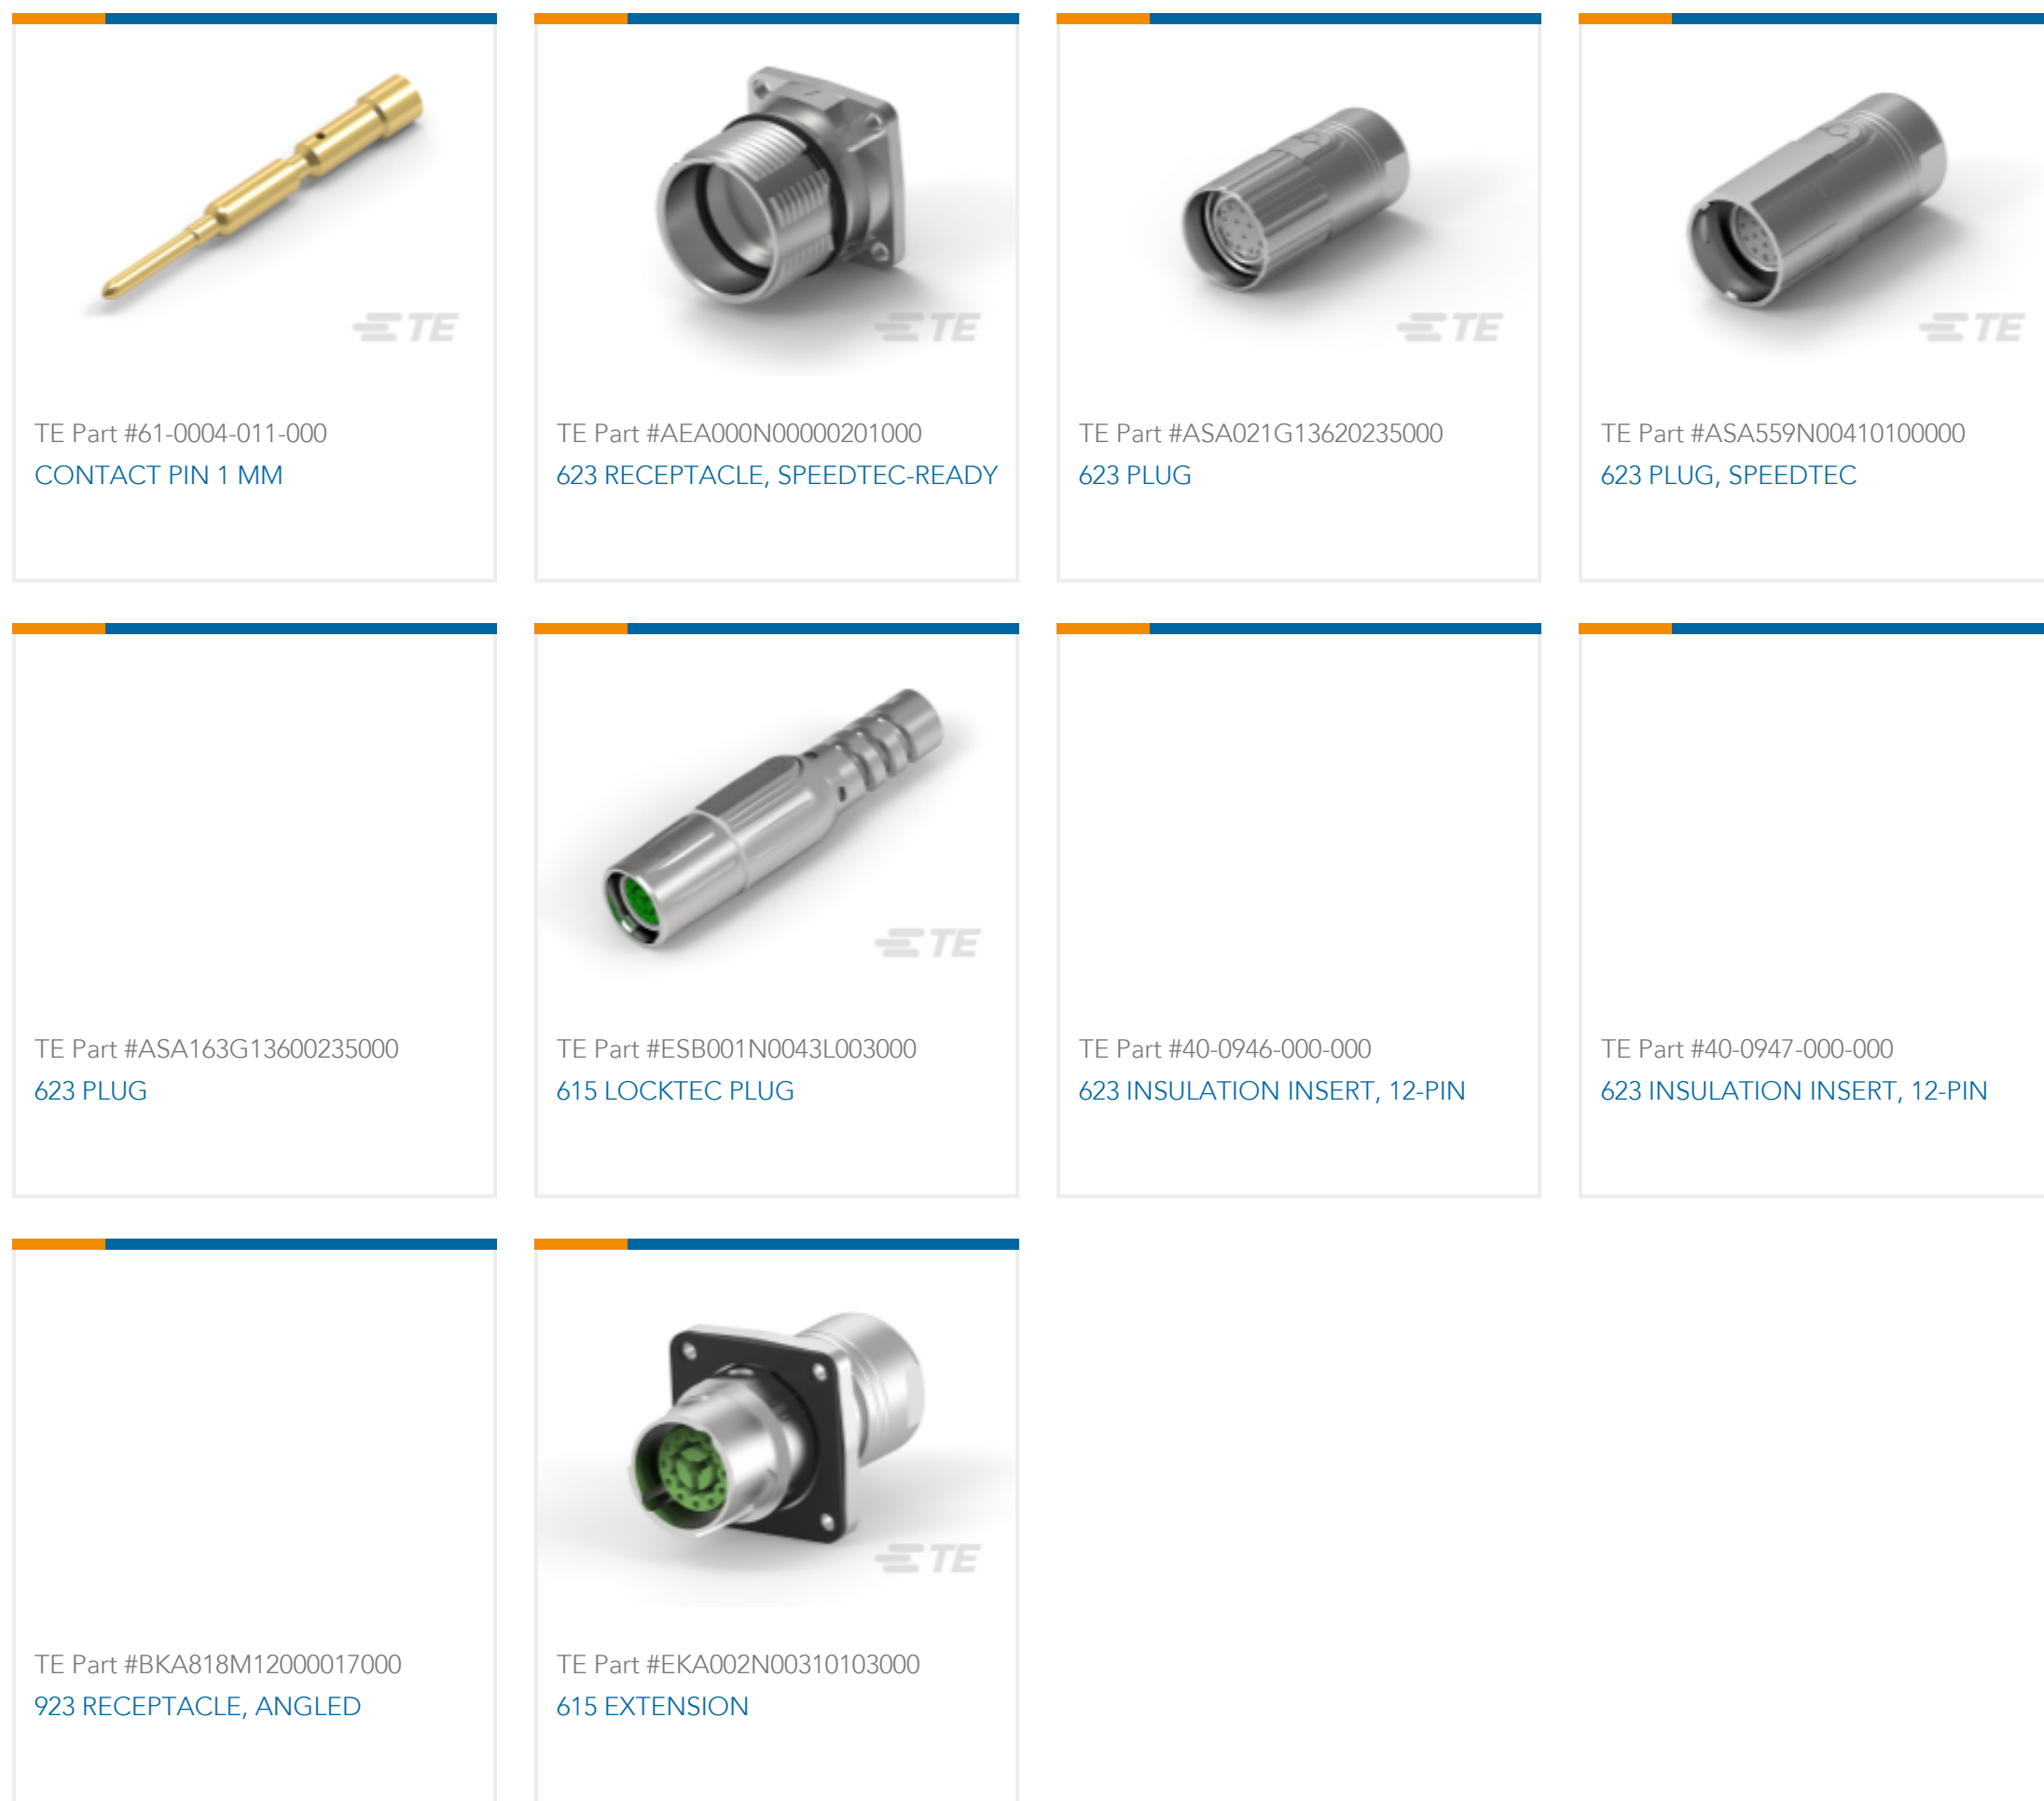 TE
TE Part #61-0004-011-000
CONTACT PIN 1 MM
TE
TE Part #AEA000N00000201000
623 RECEPTACLE, SPEEDTEC-READY
TE
TE Part #ASA021G13620235000
623 PLUG
TE
TE Part #ASA559N00410100000
623 PLUG, SPEEDTEC
TE Part #ASA163G13600235000
623 PLUG
TE
TE Part #ESB001N0043L003000
615 LOCKTEC PLUG
TE Part #40-0946-000-000
623 INSULATION INSERT, 12-PIN
TE Part #40-0947-000-000
623 INSULATION INSERT, 12-PIN
TE Part #BKA818M12000017000
923 RECEPTACLE, ANGLED
TE
TE Part #EKA002N00310103000
615 EXTENSION